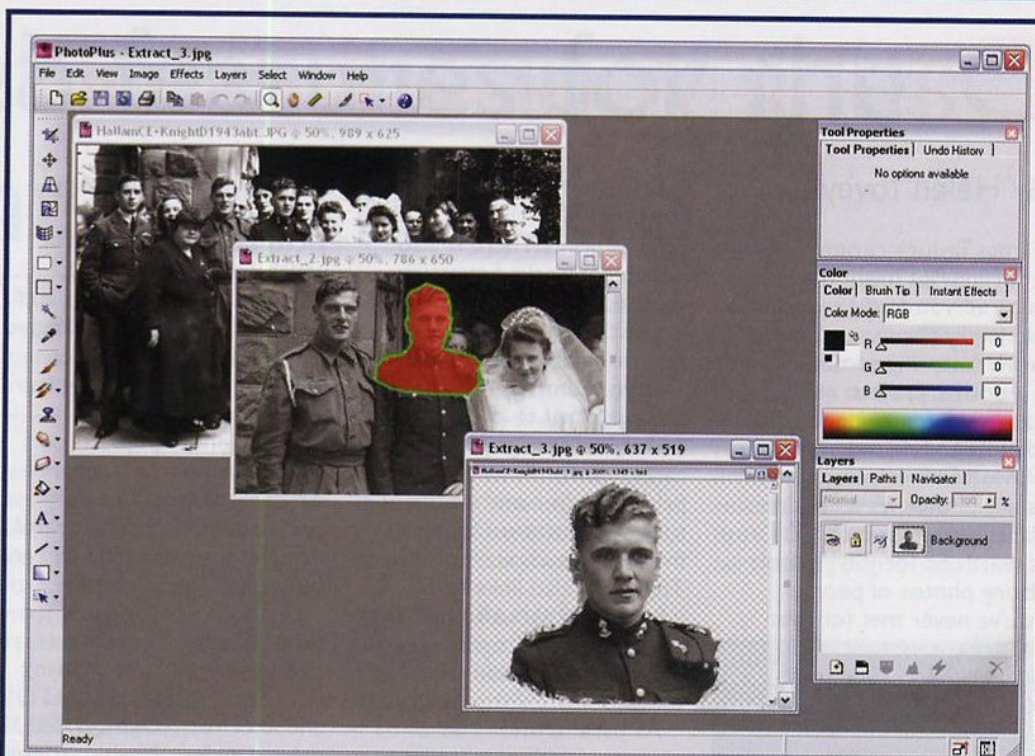 PhotoPlus - Extract_3.jpg
File Edit View Image Effects Layers Select Window Help
HallamCE+KnightD1943abt.JPG @ 50%, 989 x 625
Extract_2.jpg @ 50%, 786 x 650
Extract_3.jpg @ 50%, 637 x 519
Tool Properties
Tool Properties Undo History
No options available
Color
Color Brush Tip Instant Effects
Color Mode: RGB
R 0
G 0
B 0
Layers
Layers Paths Navigator
Normal Opacity: 100 %
Background
A
Ready